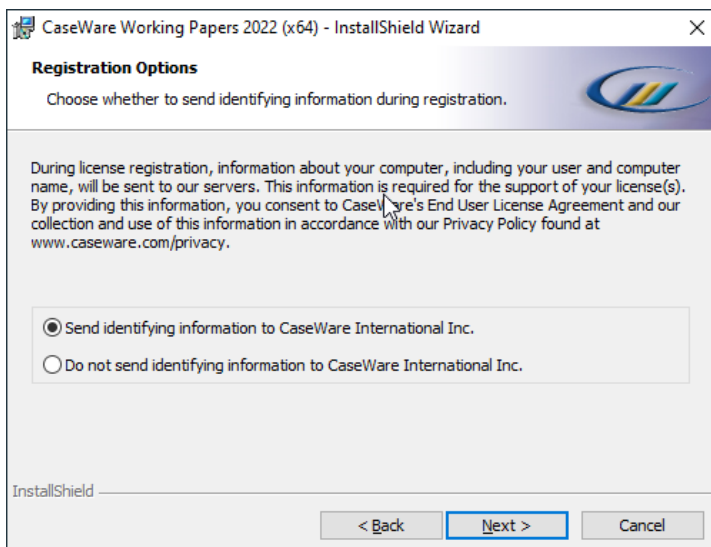 CaseWare Working Papers 2022 (x64) - InstallShield Wizard
Registration Options
Choose whether to send identifying information during registration.
During license registration, information about your computer, including your user and computer
name, will be sent to our servers. This information is required for the support of your license(s).
By providing this information, you consent to CaseWare's End User License Agreement and our
collection and use of this information in accordance with our Privacy Policy found at
www.caseware.com/privacy.
Send identifying information to CaseWare International Inc.
Do not send identifying information to CaseWare International Inc.
InstallShield
< Back Next > Cancel